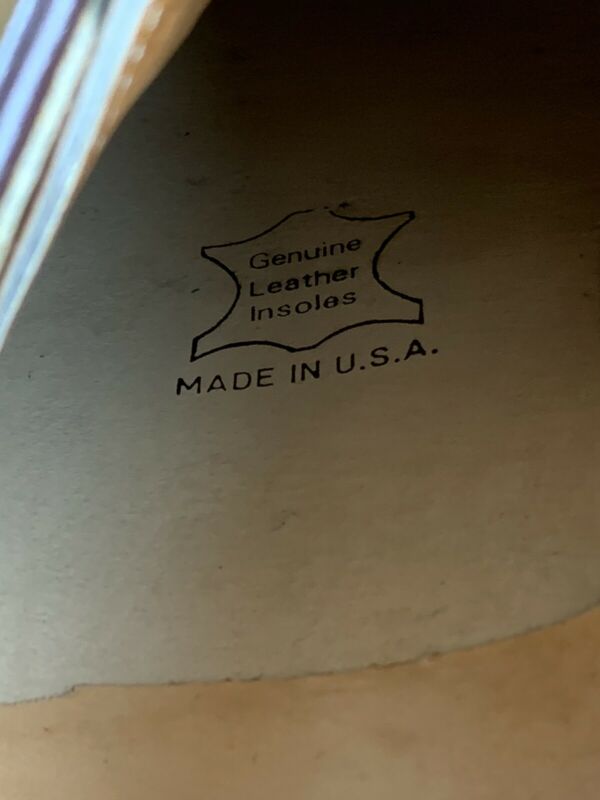 Genuine
Leather
Insoles
MADE IN U.S.A.